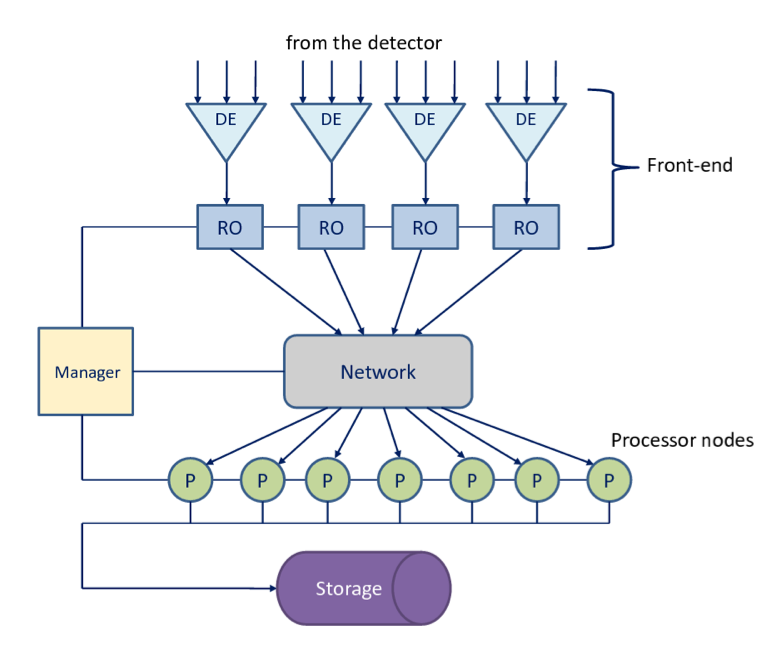 from the detector
DE DE DE DE
Front-end
RO RO RO RO
Manager
Network
Processor nodes
P P P P P P P
Storage